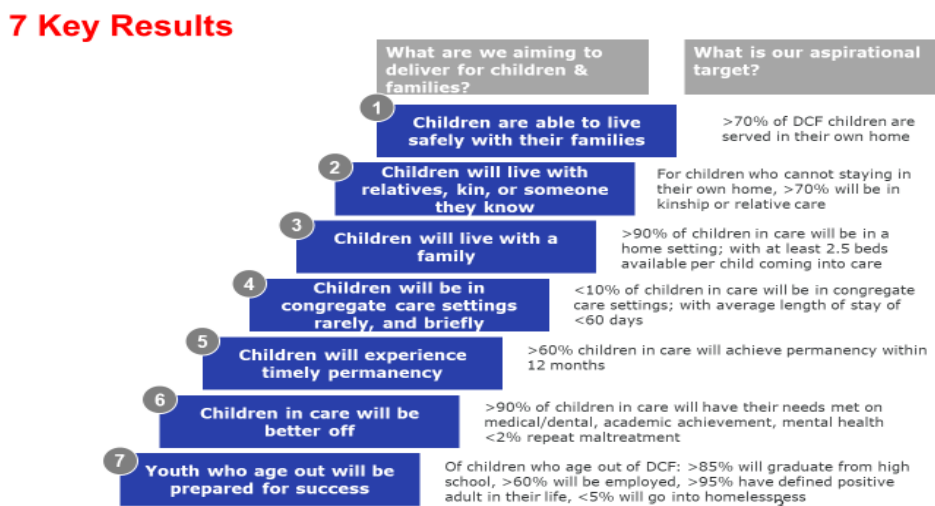 7 Key Results
What are we aiming to
deliver for children &
families?
What is our aspirational
target?
1
Children are able to live
safely with their families
>70% of DCF children are
served in their own home
2
Children will live with
relatives, kin, or someone
they know
For children who cannot staying in
their own home, >70% will be in
kinship or relative care
3
Children will live with a
family
>90% of children in care will be in a
home setting; with at least 2.5 beds
available per child coming into care
4
Children will be in
congregate care settings
rarely, and briefly
<10% of children in care will be in congregate
care settings; with average length of stay of
<60 days
5
Children will experience
timely permanency
>60% children in care will achieve permanency within
12 months
6
Children in care will be
better off
>90% of children in care will have their needs met on
medical/dental, academic achievement, mental health
<2% repeat maltreatment
7
Youth who age out will be
prepared for success
Of children who age out of DCF: >85% will graduate from high
school, >60% will be employed, >95% have defined positive
adult in their life, <5% will go into homelessness